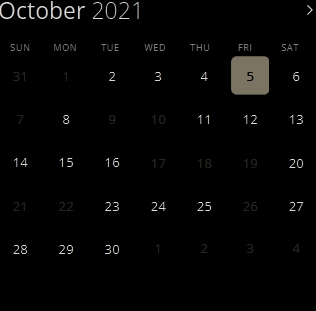 October 2021
SUN MON TUE WED THU FRI SAT
31 1 2 3 4 5 6
7 8 9 10 11 12 13
14 15 16 17 18 19 20
21 22 23 24 25 26 27
28 29 30 1 2 3 4